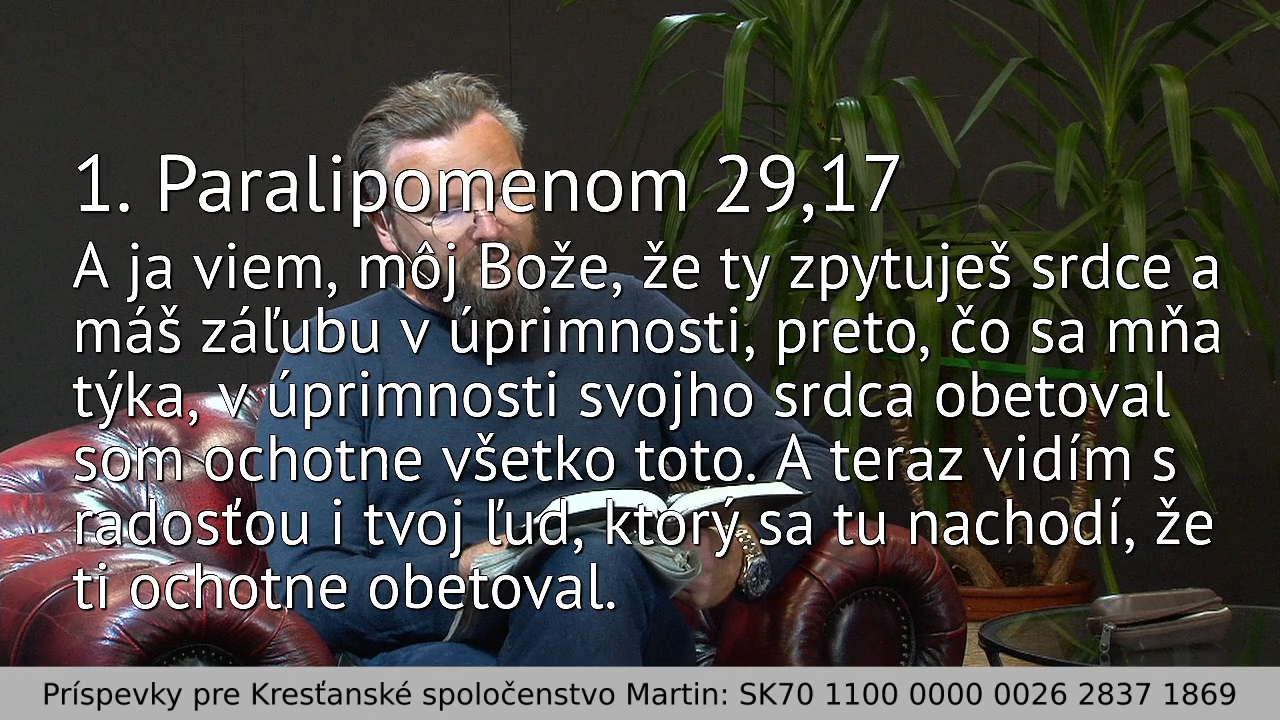 1. Paralipomenom 29,17
A ja viem, môj Bože, že ty zpytuješ srdce a
máš záľubu v úprimnosti, preto, čo sa mňa
týka, v úprimnosti svojho srdca obetoval
som ochotne všetko toto. A teraz vidím s
radosťou i tvoj ľud, ktorý sa tu nachodí, že
ti ochotne obetoval.
Príspevky pre Kresťanské spoločenstvo Martin: SK70 1100 0000 0026 2837 1869